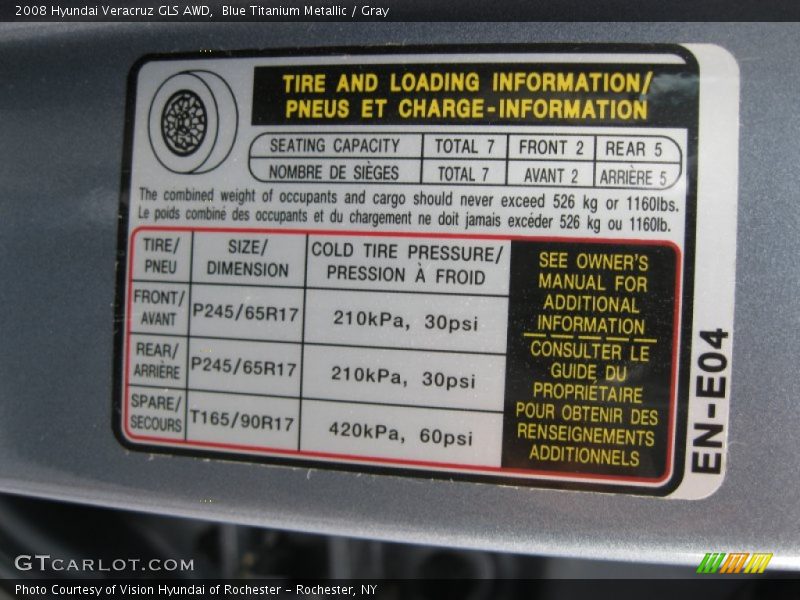 2008 Hyundai Veracruz GLS AWD,  Blue Titanium Metallic / Gray
TIRE AND LOADING INFORMATION/
PNEUS ET CHARGE-INFORMATION
SEATING CAPACITY TOTAL 7 FRONT 2 REAR 5
NOMBRE DE SIÈGES TOTAL 7 AVANT 2 ARRIÈRE 5
The combined weight of occupants and cargo should never exceed 526 kg or 1160lbs.
Le poids combiné des occupants et du chargement ne doit jamais excéder 526 kg ou 1160lb.
TIRE/
PNEU
SIZE/
DIMENSION
COLD TIRE PRESSURE/
PRESSION À FROID
FRONT/
AVANT
P245/65R17
210kPa, 30psi
REAR/
ARRIÈRE
P245/65R17
210kPa, 30psi
SPARE/
SECOURS
T165/90R17
420kPa, 60psi
SEE OWNER'S
MANUAL FOR
ADDITIONAL
INFORMATION
CONSULTER LE
GUIDE DU
PROPRIÉTAIRE
POUR OBTENIR DES
RENSEIGNEMENTS
ADDITIONNELS
EN-E04
GTCARLOT.COM
Photo Courtesy of Vision Hyundai of Rochester - Rochester, NY